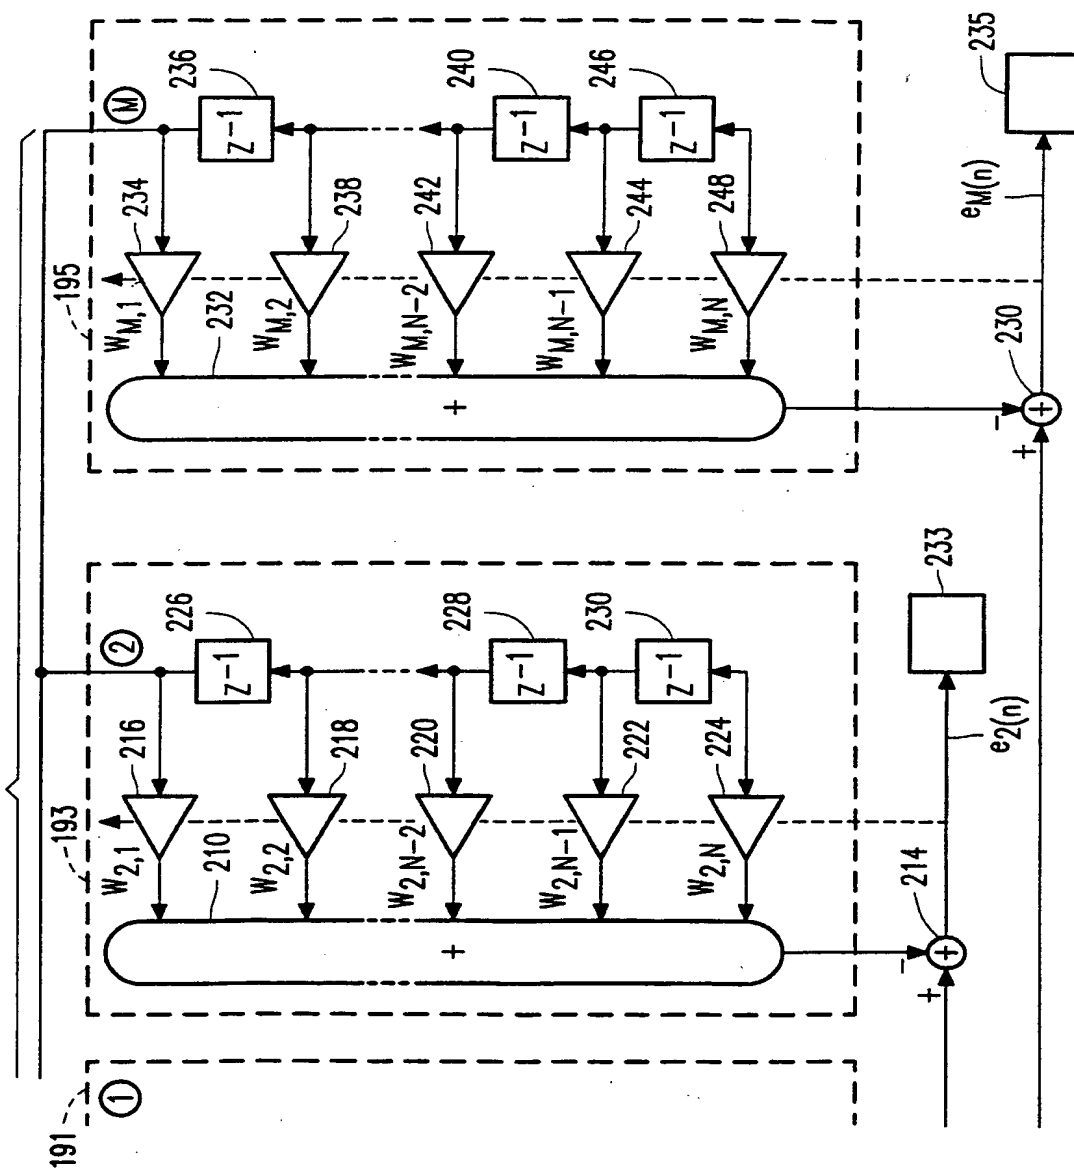 191
①
193
②
W2,1
216
226
Z-1
210
W2,2
218
W2,N-2
220
228
Z-1
+
W2,N-1
222
230
Z-1
W2,N
224
214
-
+
+
e2(n)
233
195
Ⓜ
WM,1
234
236
Z-1
232
WM,2
238
WM,N-2
242
240
Z-1
+
WM,N-1
244
246
Z-1
WM,N
248
230
-
+
+
eM(n)
235